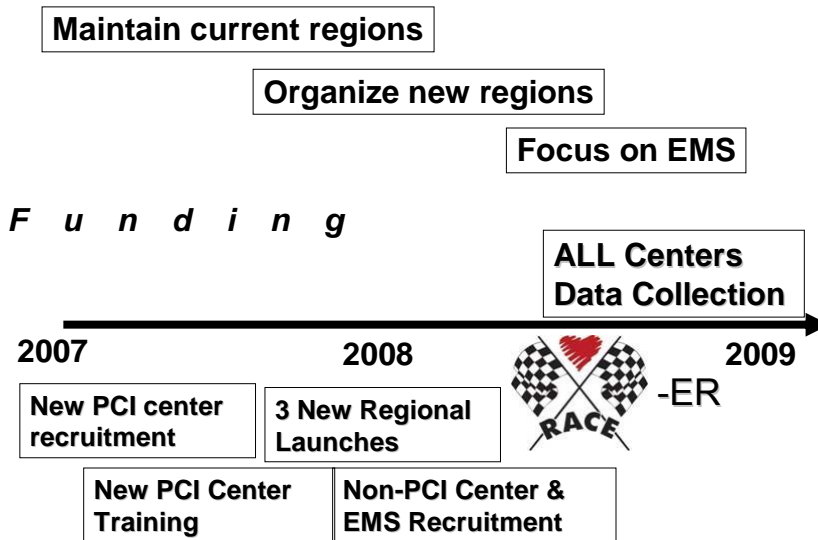 Maintain current regions
Organize new regions
Focus on EMS
F u n d i n g
ALL Centers
Data Collection
2007
2008
2009
New PCI center
recruitment
3 New Regional
Launches
RACE
-ER
New PCI Center
Training
Non-PCI Center &
EMS Recruitment